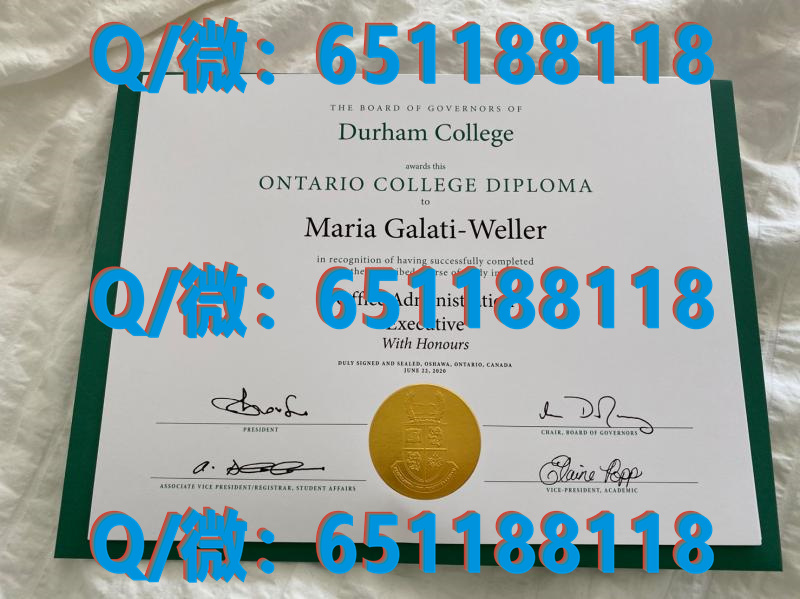 Q/微: 651188118
THE BOARD OF GOVERNORS OF
Durham College
awards this
ONTARIO COLLEGE DIPLOMA
to
Maria Galati-Weller
in recognition of having successfully completed
Q/微: 651188118
Executive
With Honours
DULY SIGNED AND SEALED, OSHAWA, ONTARIO, CANADA
JUNE 22, 2020
PRESIDENT
CHAIR, BOARD OF GOVERNORS
Elaine Popp
ASSOCIATE VICE PRESIDENT/REGISTRAR, STUDENT AFFAIRS
VICE-PRESIDENT, ACADEMIC
Q/微: 651188118